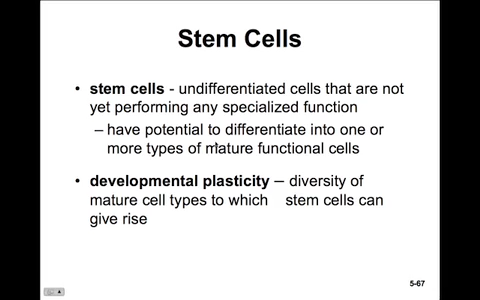 Stem Cells
• stem cells - undifferentiated cells that are not
yet performing any specialized function
– have potential to differentiate into one or
more types of mature functional cells
• developmental plasticity – diversity of
mature cell types to which stem cells can
give rise
5-67